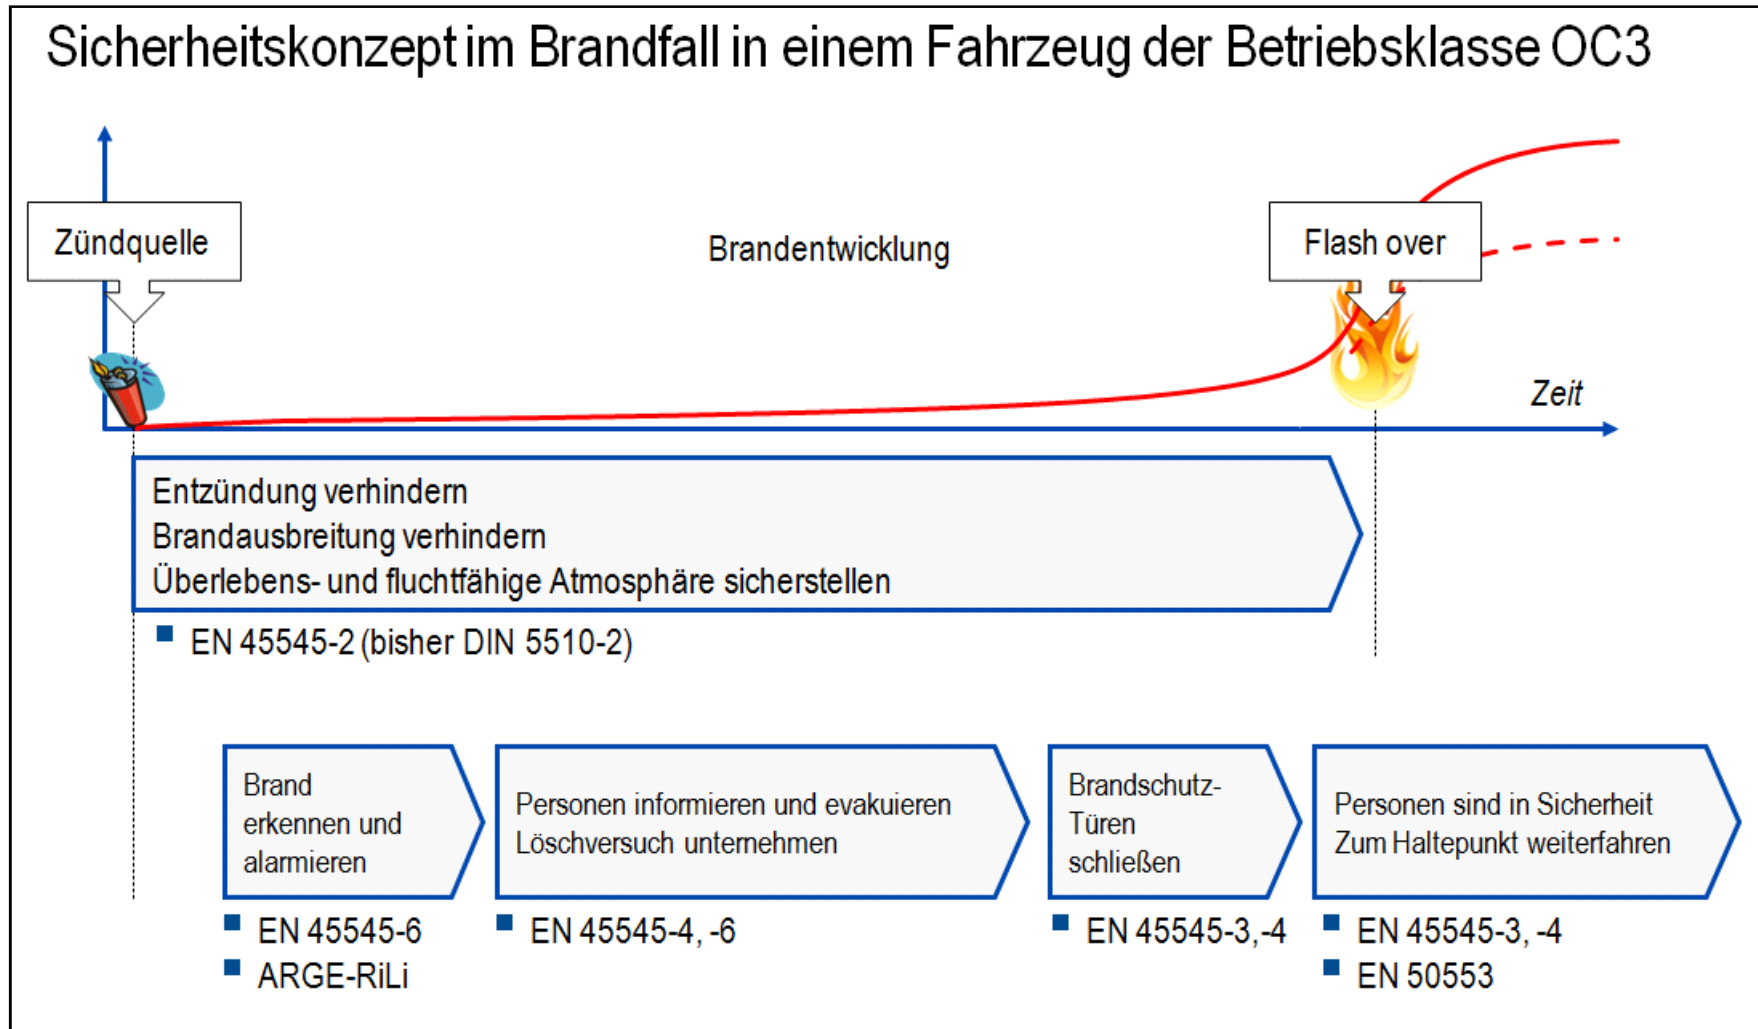 Sicherheitskonzept im Brandfall in einem Fahrzeug der Betriebsklasse OC3
Zündquelle
Brandentwicklung
Flash over
Zeit
Entzündung verhindern
Brandausbreitung verhindern
Überlebens- und fluchtfähige Atmosphäre sicherstellen
EN 45545-2 (bisher DIN 5510-2)
Brand
erkennen und
alarmieren
EN 45545-6
ARGE-RiLi
Personen informieren und evakuieren
Löschversuch unternehmen
EN 45545-4, -6
Brandschutz-
Türen
schließen
EN 45545-3,-4
Personen sind in Sicherheit
Zum Haltepunkt weiterfahren
EN 45545-3, -4
EN 50553